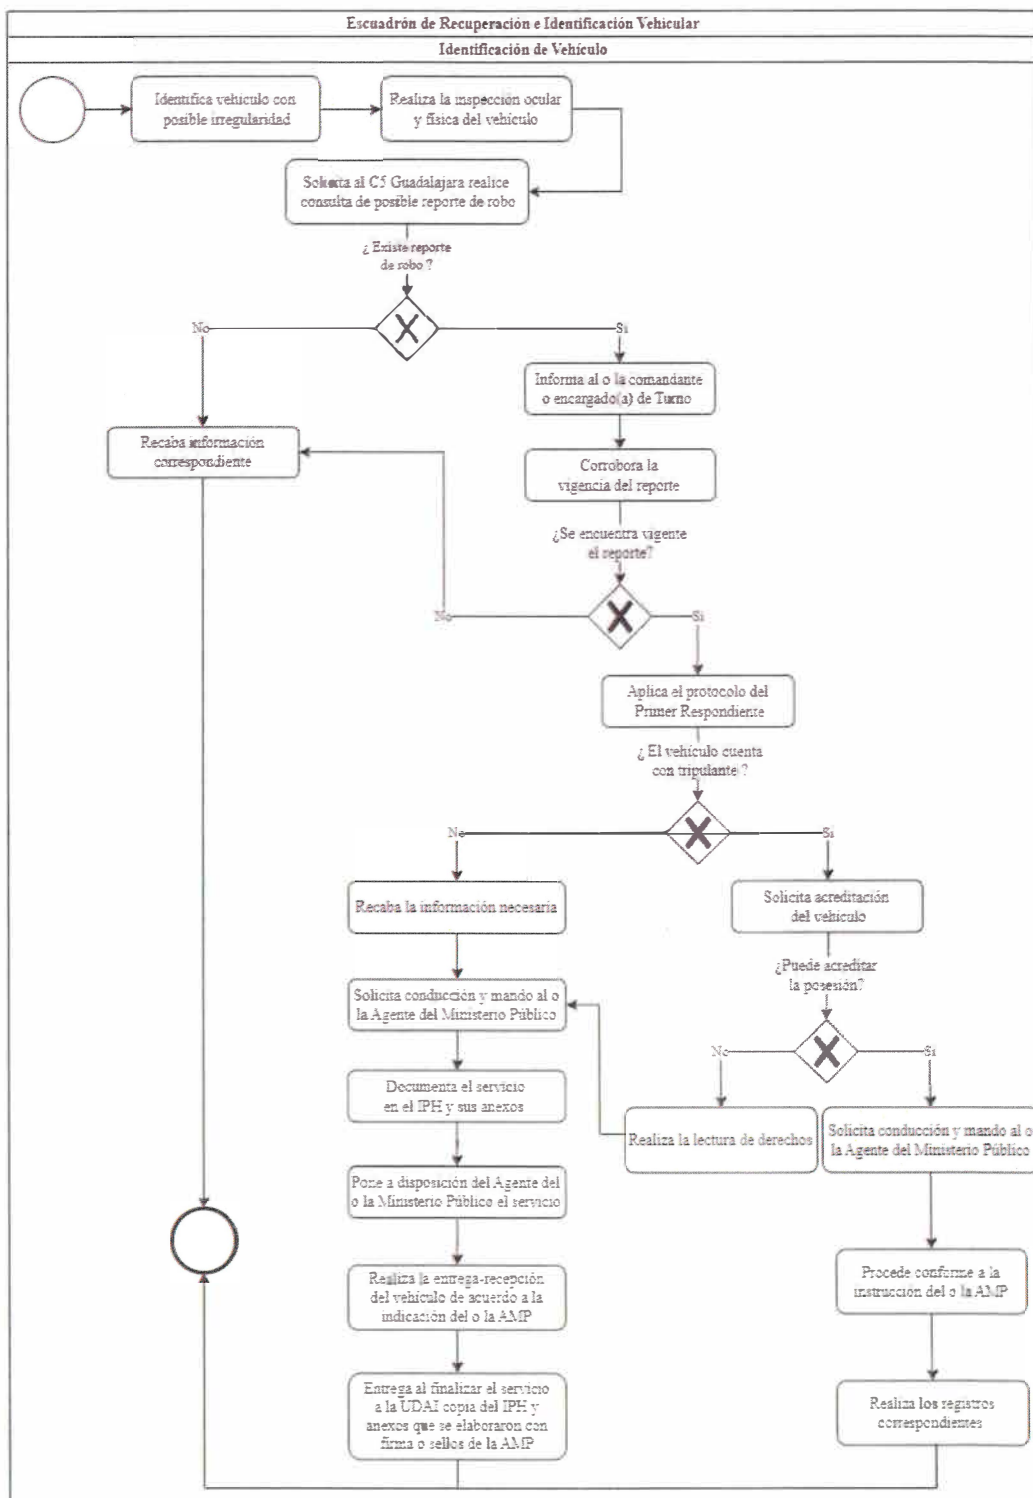 Escuadrón de Recuperación e Identificación Vehicular
Identificación de Vehículo
Identifica vehículo con
posible irregularidad
Realiza la inspección ocular
y física del vehículo
Solicita al C5 Guadalajara realice
consulta de posible reporte de robo
¿ Existe reporte
de robo ?
No
Si
Informa al o la comandante
o encargado(a) de Turno
Recaba información
correspondiente
Corrobora la
vigencia del reporte
¿Se encuentra vigente
el reporte?
No
Si
Aplica el protocolo del
Primer Respondiente
¿ El vehículo cuenta
con tripulante ?
No
Si
Recaba la información necesaria
Solicita acreditación
del vehículo
¿Puede acreditar
la posesión?
Solicita conducción y mando al o
la Agente del Ministerio Público
No
Si
Documenta el servicio
en el IPH y sus anexos
Realiza la lectura de derechos
Solicita conducción y mando al o
la Agente del Ministerio Público
Pone a disposición del Agente del
o la Ministerio Público el servicio
Realiza la entrega-recepción
del vehículo de acuerdo a la
indicación del o la AMP
Procede conforme a la
instrucción del o la AMP
Entrega al finalizar el servicio
a la UDAI copia del IPH y
anexos que se elaboraron con
firma o sellos de la AMP
Realiza los registros
correspondientes